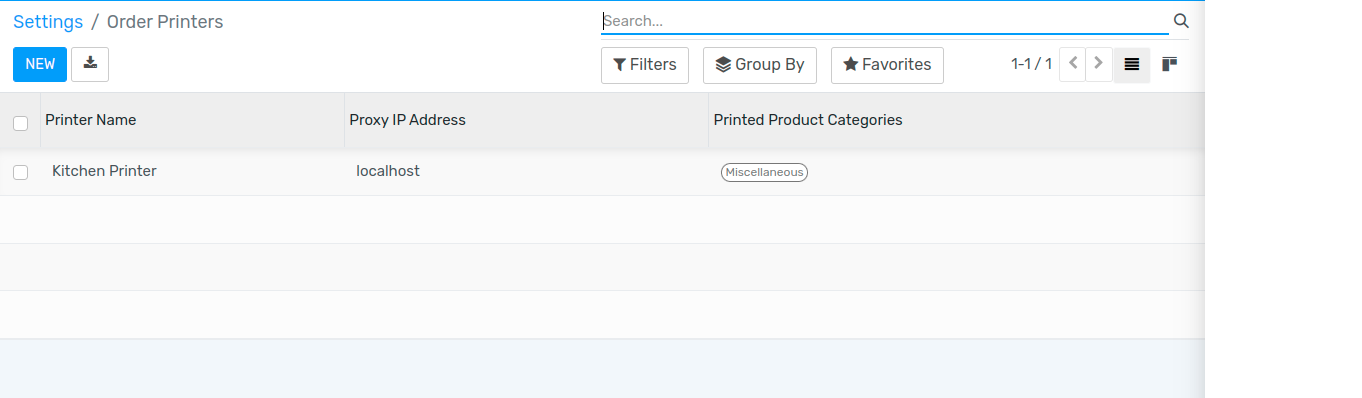 Settings / Order Printers
Search...
NEW
Filters
Group By
Favorites
1-1 / 1
Printer Name
Proxy IP Address
Printed Product Categories
Kitchen Printer
localhost
Miscellaneous